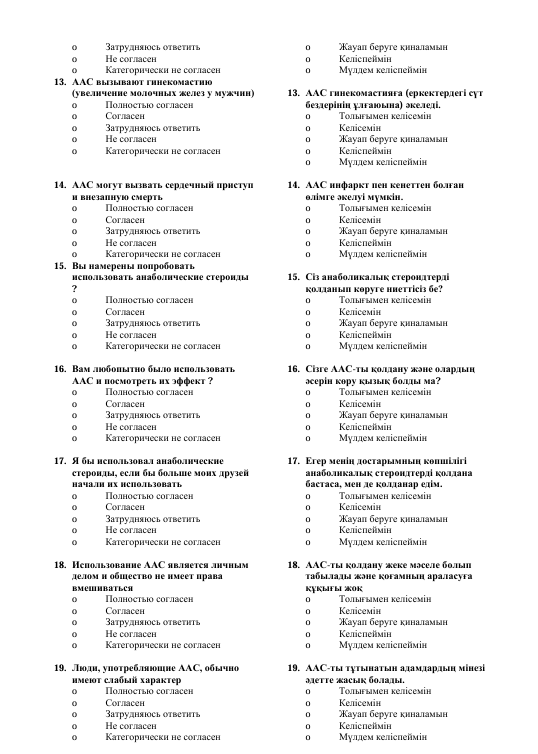 o Затрудняюсь ответить
o Не согласен
o Категорически не согласен
13. ААС вызывают гинекомастию
(увеличение молочных желез у мужчин)
o Полностью согласен
o Согласен
o Затрудняюсь ответить
o Не согласен
o Категорически не согласен
14. ААС могут вызвать сердечный приступ
и внезапную смерть
o Полностью согласен
o Согласен
o Затрудняюсь ответить
o Не согласен
o Категорически не согласен
15. Вы намерены попробовать
использовать анаболические стероиды
?
o Полностью согласен
o Согласен
o Затрудняюсь ответить
o Не согласен
o Категорически не согласен
16. Вам любопытно было использовать
ААС и посмотреть их эффект ?
o Полностью согласен
o Согласен
o Затрудняюсь ответить
o Не согласен
o Категорически не согласен
17. Я бы использовал анаболические
стероиды, если бы больше моих друзей
начали их использовать
o Полностью согласен
o Согласен
o Затрудняюсь ответить
o Не согласен
o Категорически не согласен
18. Использование ААС является личным
делом и общество не имеет права
вмешиваться
o Полностью согласен
o Согласен
o Затрудняюсь ответить
o Не согласен
o Категорически не согласен
19. Люди, употребляющие ААС, обычно
имеют слабый характер
o Полностью согласен
o Согласен
o Затрудняюсь ответить
o Не согласен
o Категорически не согласен
o Жауап беруге қиналамын
o Келіспеймін
o Мүлдем келіспеймін
13. ААС гинекомастияға (еркектердегі сүт
бездерінің ұлғаюына) әкеледі.
o Толығымен келісемін
o Келісемін
o Жауап беруге қиналамын
o Келіспеймін
o Мүлдем келіспеймін
14. ААС инфаркт пен кенеттен болған
өлімге әкелуі мүмкін.
o Толығымен келісемін
o Келісемін
o Жауап беруге қиналамын
o Келіспеймін
o Мүлдем келіспеймін
15. Сіз анаболикалық стероидтерді
қолданып көруге ниеттісіз бе?
o Толығымен келісемін
o Келісемін
o Жауап беруге қиналамын
o Келіспеймін
o Мүлдем келіспеймін
16. Сізге ААС-ты қолдану және олардың
әсерін көру қызық болды ма?
o Толығымен келісемін
o Келісемін
o Жауап беруге қиналамын
o Келіспеймін
o Мүлдем келіспеймін
17. Егер менің достарымның көпшілігі
анаболикалық стероидтерді қолдана
бастаса, мен де қолданар едім.
o Толығымен келісемін
o Келісемін
o Жауап беруге қиналамын
o Келіспеймін
o Мүлдем келіспеймін
18. ААС-ты қолдану жеке мәселе болып
табылады және қоғамның араласуға
құқығы жоқ
o Толығымен келісемін
o Келісемін
o Жауап беруге қиналамын
o Келіспеймін
o Мүлдем келіспеймін
19. ААС-ты тұтынатын адамдардың мінезі
әдетте жасық болады.
o Толығымен келісемін
o Келісемін
o Жауап беруге қиналамын
o Келіспеймін
o Мүлдем келіспеймін